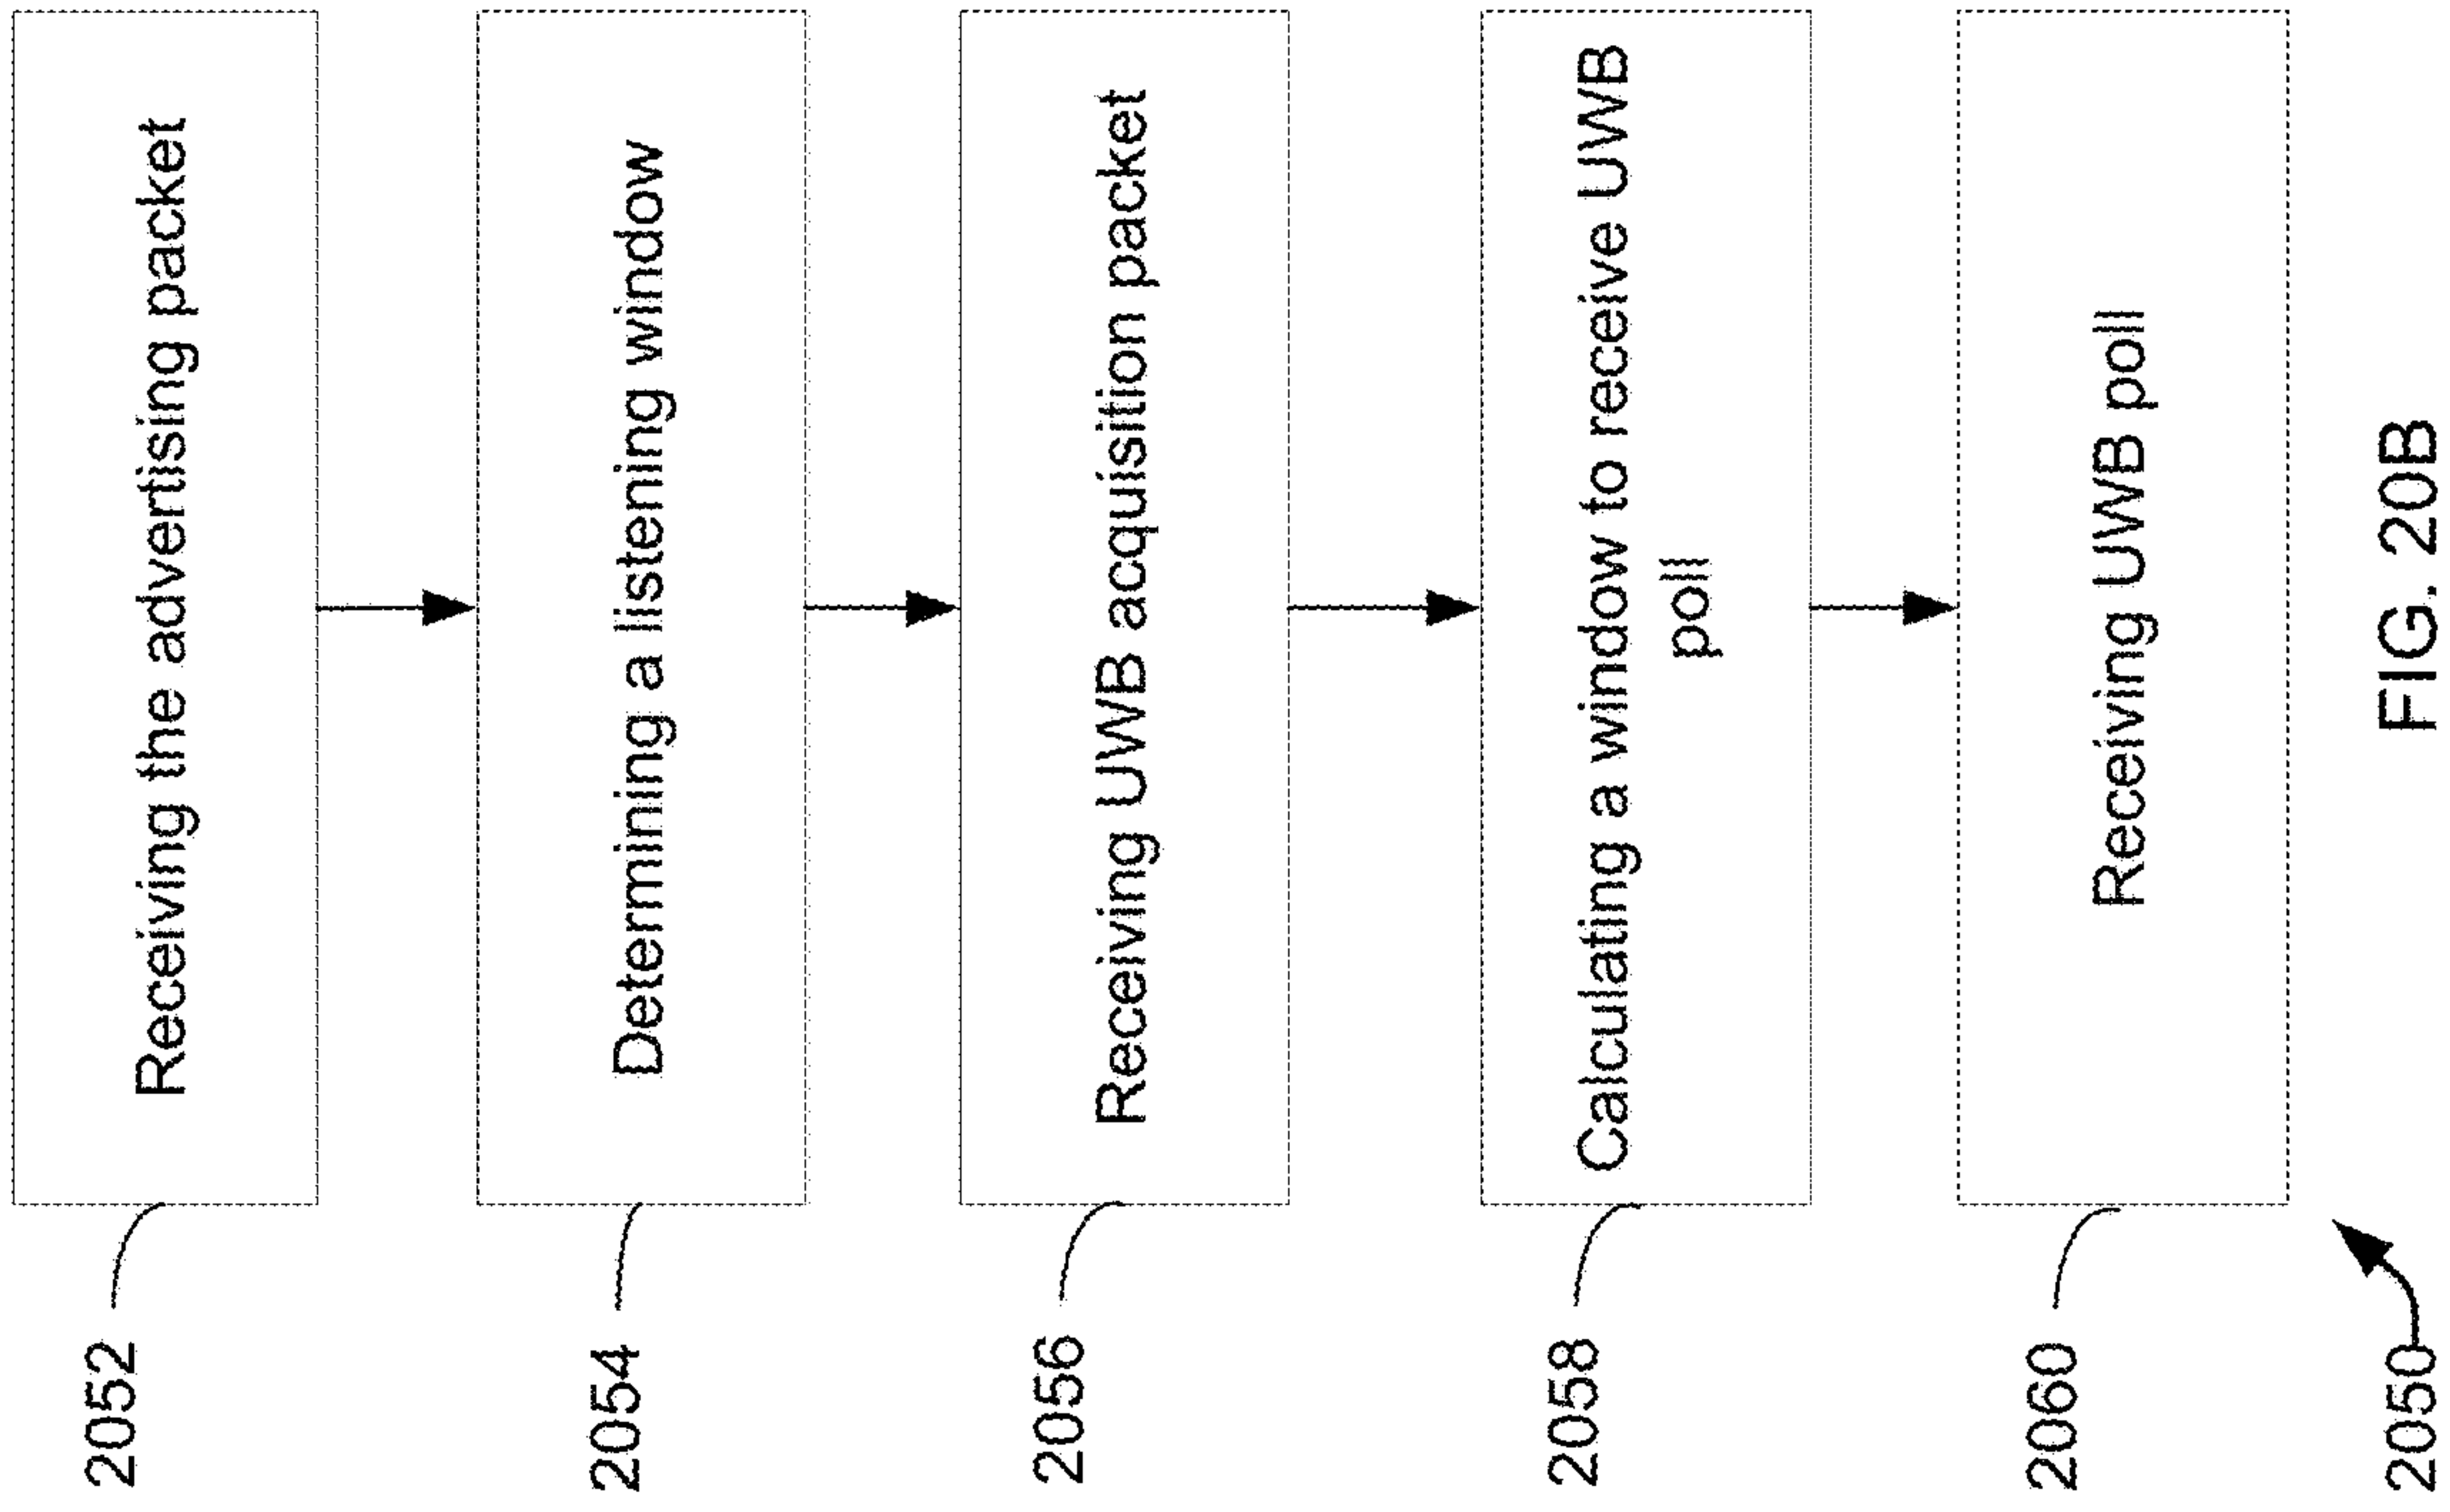 2052
Receiving the advertising packet
2054
Determining a listening window
2056
Receiving UWB acquisition packet
2058
Calculating a window to receive UWB
poll
2060
Receiving UWB poll
2050
FIG. 20B